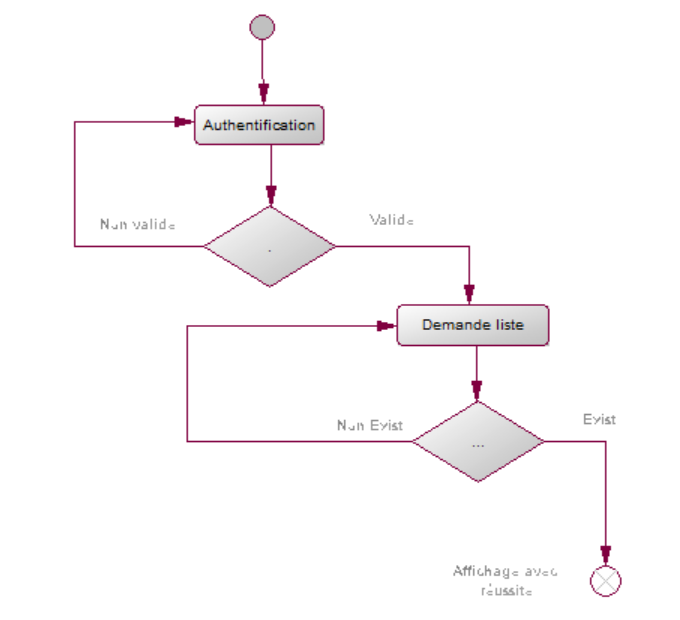 Authentification
Non valide
Valide
.
Demande liste
Non Exist
Exist
...
Affichage avec
réussite